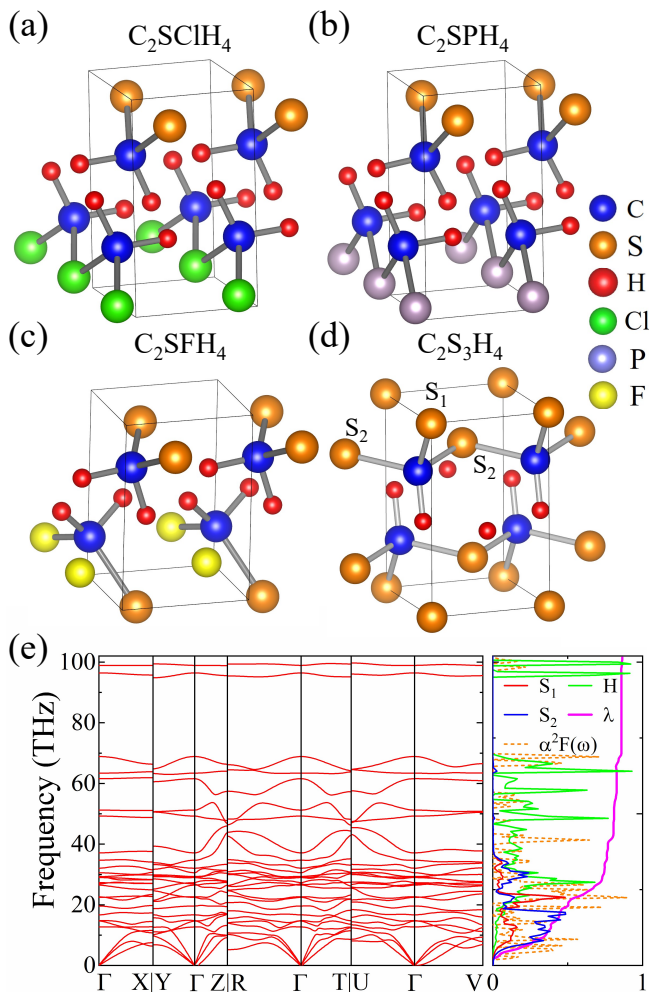 (a) C₂SClH₄
(b) C₂SPH₄
(c) C₂SFH₄
(d) C₂S₃H₄
S₁
S₂
S₂
C
S
H
Cl
P
F
(e)
Frequency (THz)
100
80
60
40
20
0
Γ X|Y Γ Z|R Γ T|U Γ V
S₁ H
S₂ λ
α²F(ω)
0 1